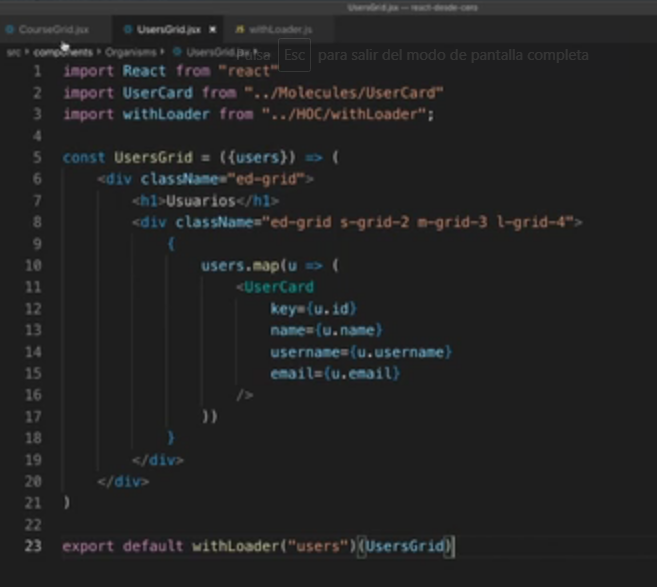 UsersGrid.jsx — react-desde-cero
CourseGrid.jsx UsersGrid.jsx × JS withLoader.js
src › components › Organisms › UsersGrid.jsx ›
Esc para salir del modo de pantalla completa
1 import React from "react"
2 import UserCard from "../Molecules/UserCard"
3 import withLoader from "../HOC/withLoader";
4
5 const UsersGrid = ({users}) => (
6 <div className="ed-grid">
7 <h1>Usuarios</h1>
8 <div className="ed-grid s-grid-2 m-grid-3 l-grid-4">
9 {
10 users.map(u => (
11 <UserCard
12 key={u.id}
13 name={u.name}
14 username={u.username}
15 email={u.email}
16 />
17 ))
18 }
19 </div>
20 </div>
21 )
22
23 export default withLoader("users")(UsersGrid)